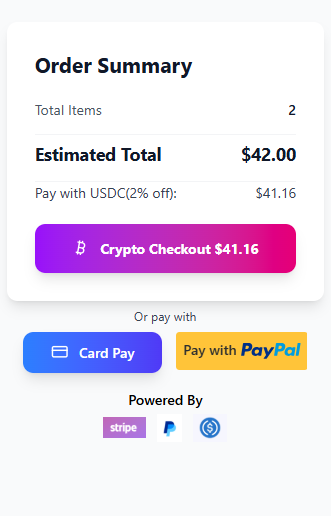 Order Summary
Total Items 2
Estimated Total $42.00
Pay with USDC(2% off): $41.16
Crypto Checkout $41.16
Or pay with
Card Pay
Pay with PayPal
Powered By
stripe